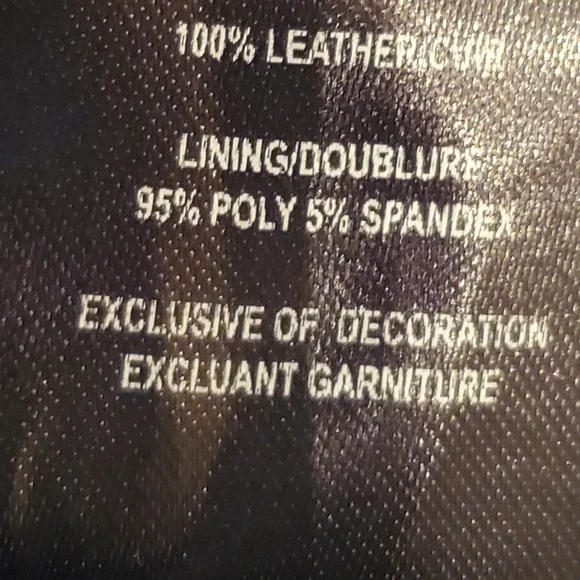 100% LEATHER/CUIR
LINING/DOUBLURE
95% POLY 5% SPANDEX
EXCLUSIVE OF DECORATION
EXCLUANT GARNITURE